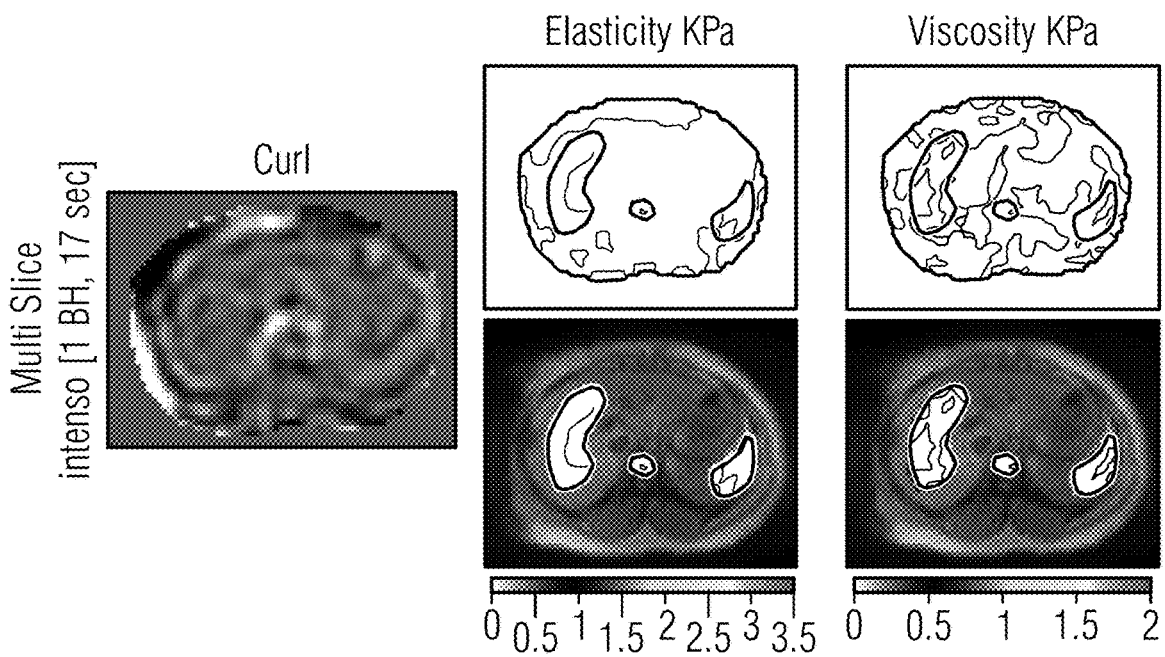 Elasticity KPa
Viscosity KPa
Curl
Multi Slice
intenso [1 BH, 17 sec]
0 0.5 1 1.5 2 2.5 3 3.5
0 0.5 1 1.5 2